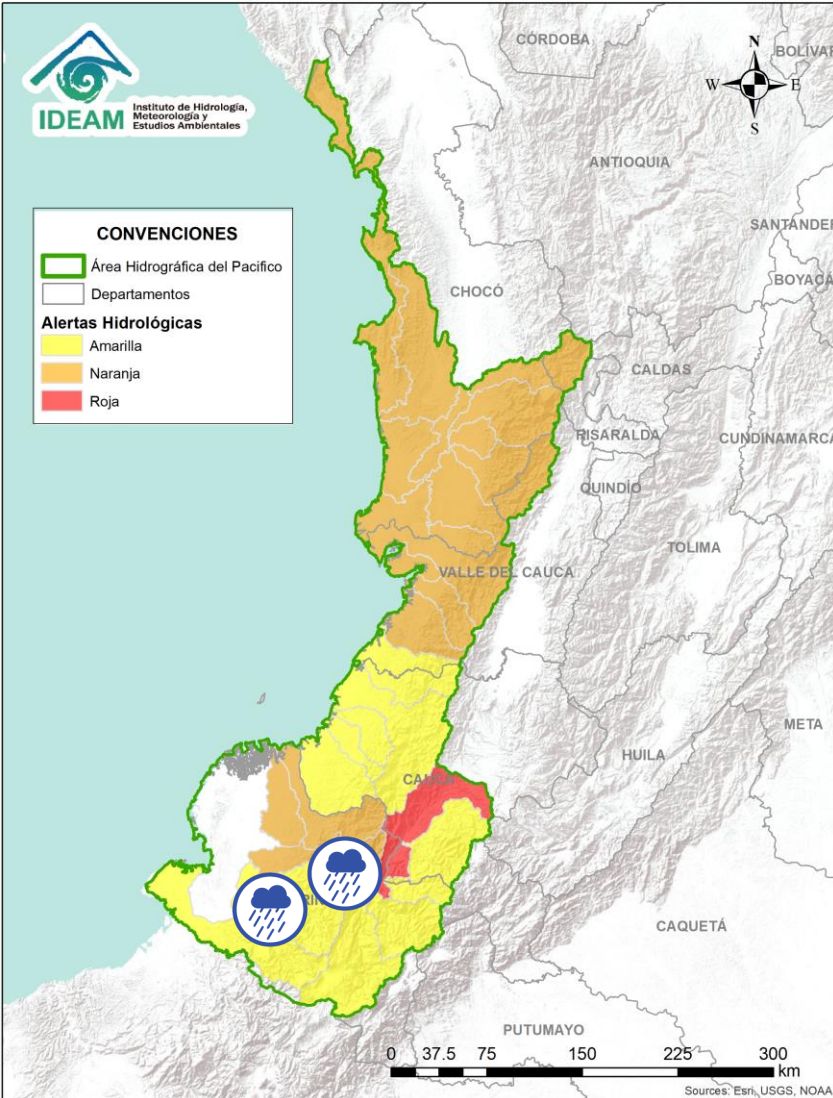 IDEAM
Instituto de Hidrología,
Meteorología y
Estudios Ambientales
CÓRDOBA
BOLÍVAR
N
W
E
S
ANTIOQUIA
SANTANDER
BOYACÁ
CONVENCIONES
Área Hidrográfica del Pacifico
Departamentos
Alertas Hidrológicas
Amarilla
Naranja
Roja
CHOCÓ
CALDAS
RISARALDA
CUNDINAMARCA
QUINDÍO
TOLIMA
VALLE DEL CAUCA
META
HUILA
CAUCA
CAQUETÁ
PUTUMAYO
0 37.5 75 150 225 300
km
Sources: Esri, USGS, NOAA